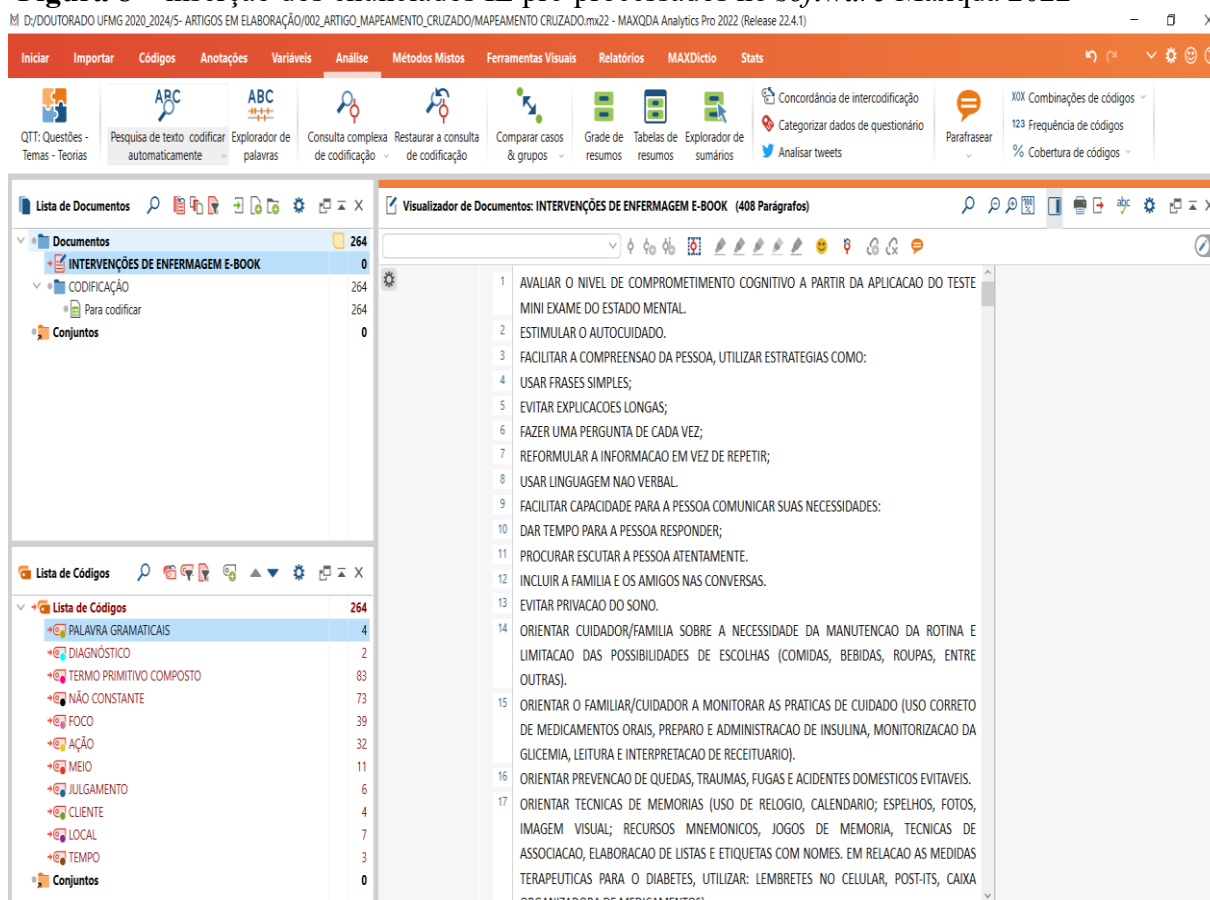 Figura 8 – Inserção dos enunciados IE pré-processados no software Maxqda 2022
D:/DOUTORADO UFMG 2020_2024/5- ARTIGOS EM ELABORAÇÃO/002_ARTIGO_MAPEAMENTO_CRUZADO/MAPEAMENTO CRUZADO.mx22 - MAXQDA Analytics Pro 2022 (Release 22.4.1)
Iniciar Importar Códigos Anotações Variáveis Análise Métodos Mistos Ferramentas Visuais Relatórios MAXDictio Stats
QTT: Questões - Temas - Teorias
Pesquisa de texto codificar automaticamente
Explorador de palavras
Consulta complexa de codificação
Restaurar a consulta de codificação
Comparar casos & grupos
Grade de resumos
Tabelas de resumos
Explorador de sumários
Concordância de intercodificação
Categorizar dados de questionário
Analisar tweets
Parafrasear
XOX Combinações de códigos
123 Frequência de códigos
% Cobertura de códigos
Lista de Documentos
Documentos 264
INTERVENÇÕES DE ENFERMAGEM E-BOOK 0
CODIFICAÇÃO 264
Para codificar 264
Conjuntos 0
Lista de Códigos
Lista de Códigos 264
PALAVRA GRAMATICAIS 4
DIAGNÓSTICO 2
TERMO PRIMITIVO COMPOSTO 83
NÃO CONSTANTE 73
FOCO 39
AÇÃO 32
MEIO 11
JULGAMENTO 6
CLIENTE 4
LOCAL 7
TEMPO 3
Conjuntos 0
Visualizador de Documentos: INTERVENÇÕES DE ENFERMAGEM E-BOOK (408 Parágrafos)
1 AVALIAR O NIVEL DE COMPROMETIMENTO COGNITIVO A PARTIR DA APLICACAO DO TESTE
MINI EXAME DO ESTADO MENTAL.
2 ESTIMULAR O AUTOCUIDADO.
3 FACILITAR A COMPREENSAO DA PESSOA, UTILIZAR ESTRATEGIAS COMO:
4 USAR FRASES SIMPLES;
5 EVITAR EXPLICACOES LONGAS;
6 FAZER UMA PERGUNTA DE CADA VEZ;
7 REFORMULAR A INFORMACAO EM VEZ DE REPETIR;
8 USAR LINGUAGEM NAO VERBAL.
9 FACILITAR CAPACIDADE PARA A PESSOA COMUNICAR SUAS NECESSIDADES:
10 DAR TEMPO PARA A PESSOA RESPONDER;
11 PROCURAR ESCUTAR A PESSOA ATENTAMENTE.
12 INCLUIR A FAMILIA E OS AMIGOS NAS CONVERSAS.
13 EVITAR PRIVACAO DO SONO.
14 ORIENTAR CUIDADOR/FAMILIA SOBRE A NECESSIDADE DA MANUTENCAO DA ROTINA E
LIMITACAO DAS POSSIBILIDADES DE ESCOLHAS (COMIDAS, BEBIDAS, ROUPAS, ENTRE
OUTRAS).
15 ORIENTAR O FAMILIAR/CUIDADOR A MONITORAR AS PRATICAS DE CUIDADO (USO CORRETO
DE MEDICAMENTOS ORAIS, PREPARO E ADMINISTRACAO DE INSULINA, MONITORIZACAO DA
GLICEMIA, LEITURA E INTERPRETACAO DE RECEITUARIO).
16 ORIENTAR PREVENCAO DE QUEDAS, TRAUMAS, FUGAS E ACIDENTES DOMESTICOS EVITAVEIS.
17 ORIENTAR TECNICAS DE MEMORIAS (USO DE RELOGIO, CALENDARIO; ESPELHOS, FOTOS,
IMAGEM VISUAL; RECURSOS MNEMONICOS, JOGOS DE MEMORIA, TECNICAS DE
ASSOCIACAO, ELABORACAO DE LISTAS E ETIQUETAS COM NOMES. EM RELACAO AS MEDIDAS
TERAPEUTICAS PARA O DIABETES, UTILIZAR: LEMBRETES NO CELULAR, POST-ITS, CAIXA
ORGANIZADORA DE MEDICAMENTOS)